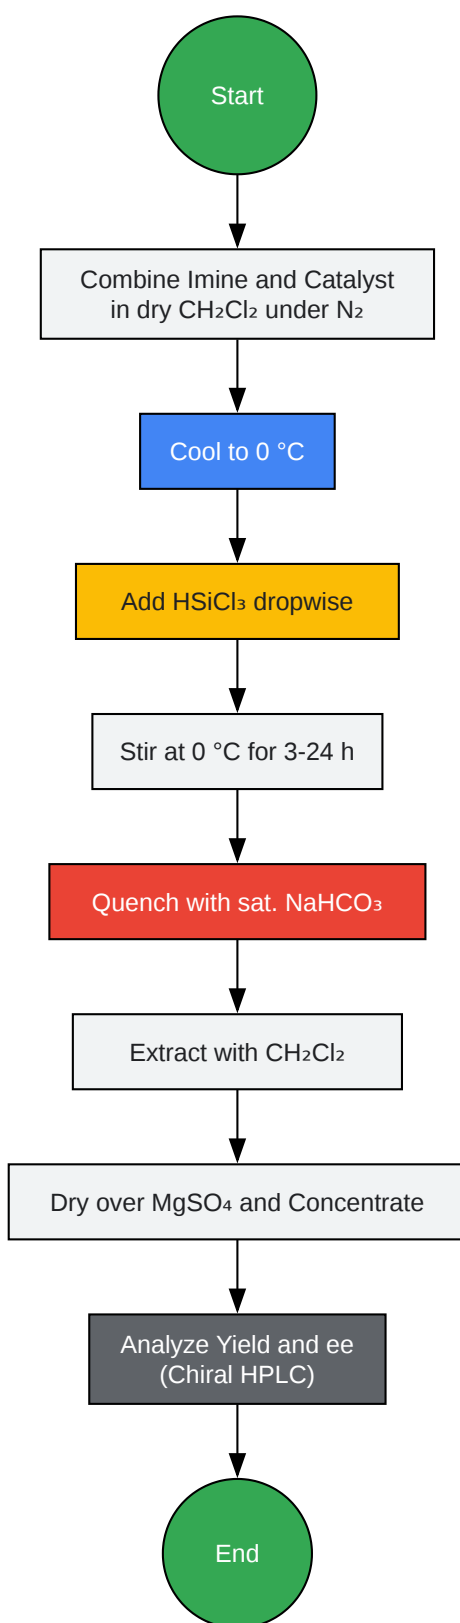 Start
Combine Imine and Catalyst
in dry CH₂Cl₂ under N₂
Cool to 0 °C
Add HSiCl₃ dropwise
Stir at 0 °C for 3-24 h
Quench with sat. NaHCO₃
Extract with CH₂Cl₂
Dry over MgSO₄ and Concentrate
Analyze Yield and ee
(Chiral HPLC)
End